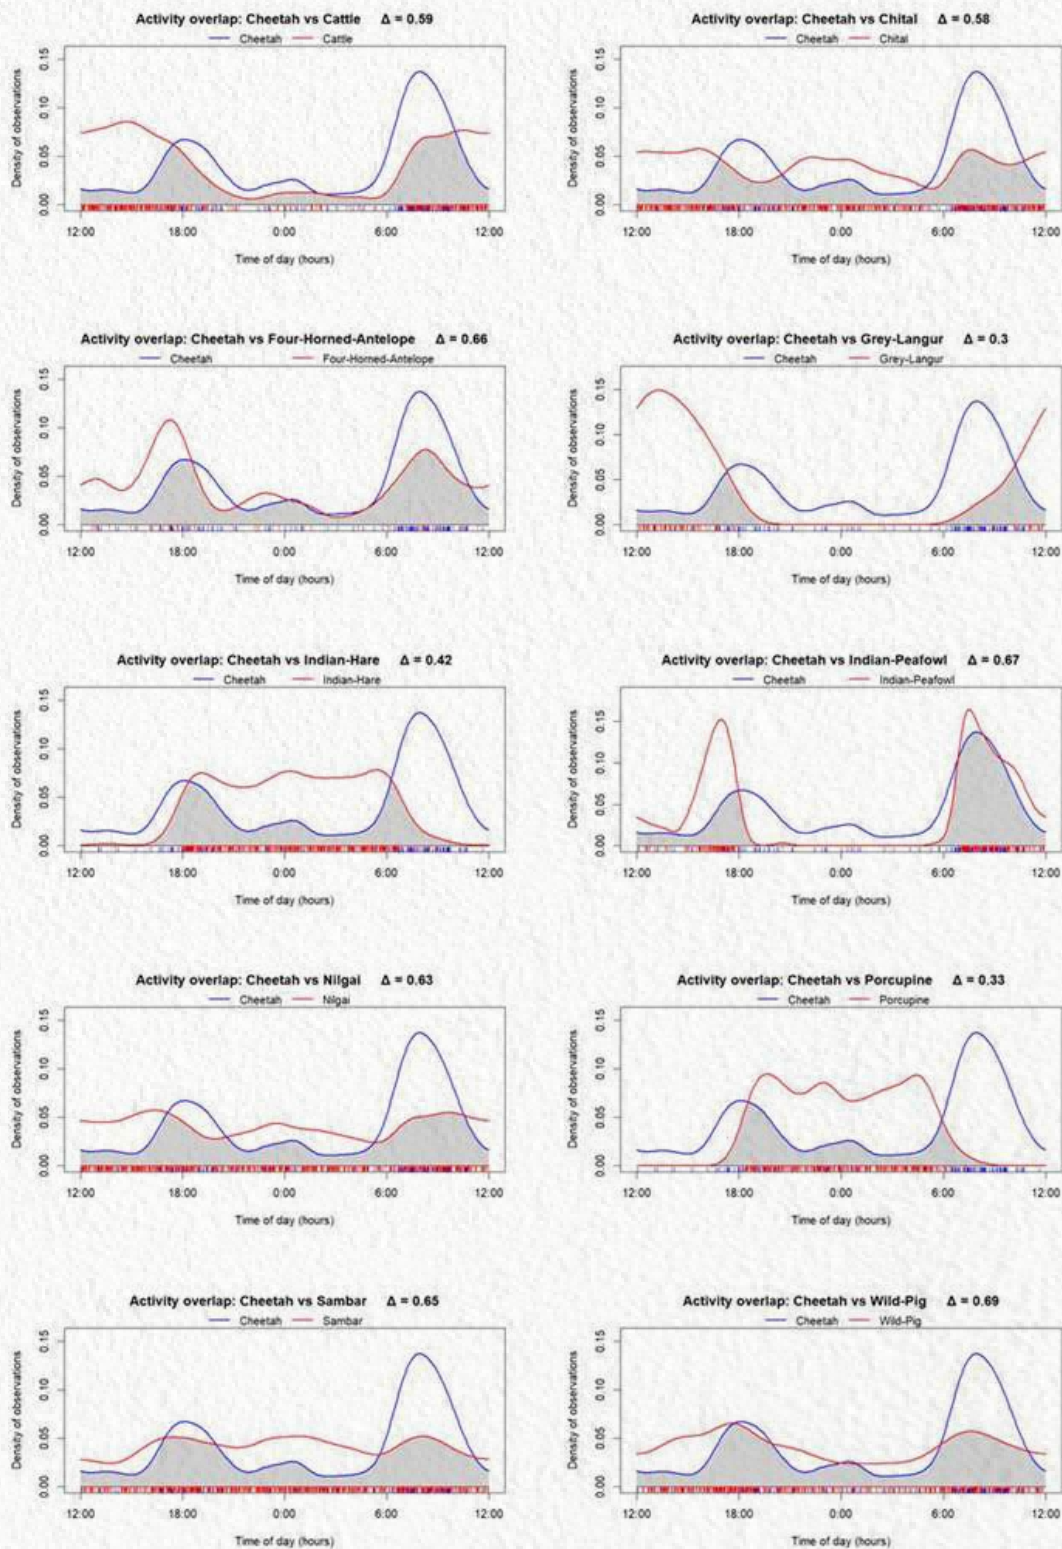 Activity overlap: Cheetah vs Cattle Δ = 0.59
Cheetah Cattle
Density of observations
0.00 0.05 0.10 0.15
12:00 18:00 0:00 6:00 12:00
Time of day (hours)
Activity overlap: Cheetah vs Chital Δ = 0.58
Cheetah Chital
Density of observations
0.00 0.05 0.10 0.15
12:00 18:00 0:00 6:00 12:00
Time of day (hours)
Activity overlap: Cheetah vs Four-Horned-Antelope Δ = 0.66
Cheetah Four-Horned-Antelope
Density of observations
0.00 0.05 0.10 0.15
12:00 18:00 0:00 6:00 12:00
Time of day (hours)
Activity overlap: Cheetah vs Grey-Langur Δ = 0.3
Cheetah Grey-Langur
Density of observations
0.00 0.05 0.10 0.15
12:00 18:00 0:00 6:00 12:00
Time of day (hours)
Activity overlap: Cheetah vs Indian-Hare Δ = 0.42
Cheetah Indian-Hare
Density of observations
0.00 0.05 0.10 0.15
12:00 18:00 0:00 6:00 12:00
Time of day (hours)
Activity overlap: Cheetah vs Indian-Peafowl Δ = 0.67
Cheetah Indian-Peafowl
Density of observations
0.00 0.05 0.10 0.15
12:00 18:00 0:00 6:00 12:00
Time of day (hours)
Activity overlap: Cheetah vs Nilgai Δ = 0.63
Cheetah Nilgai
Density of observations
0.00 0.05 0.10 0.15
12:00 18:00 0:00 6:00 12:00
Time of day (hours)
Activity overlap: Cheetah vs Porcupine Δ = 0.33
Cheetah Porcupine
Density of observations
0.00 0.05 0.10 0.15
12:00 18:00 0:00 6:00 12:00
Time of day (hours)
Activity overlap: Cheetah vs Sambar Δ = 0.65
Cheetah Sambar
Density of observations
0.00 0.05 0.10 0.15
12:00 18:00 0:00 6:00 12:00
Time of day (hours)
Activity overlap: Cheetah vs Wild-Pig Δ = 0.69
Cheetah Wild-Pig
Density of observations
0.00 0.05 0.10 0.15
12:00 18:00 0:00 6:00 12:00
Time of day (hours)